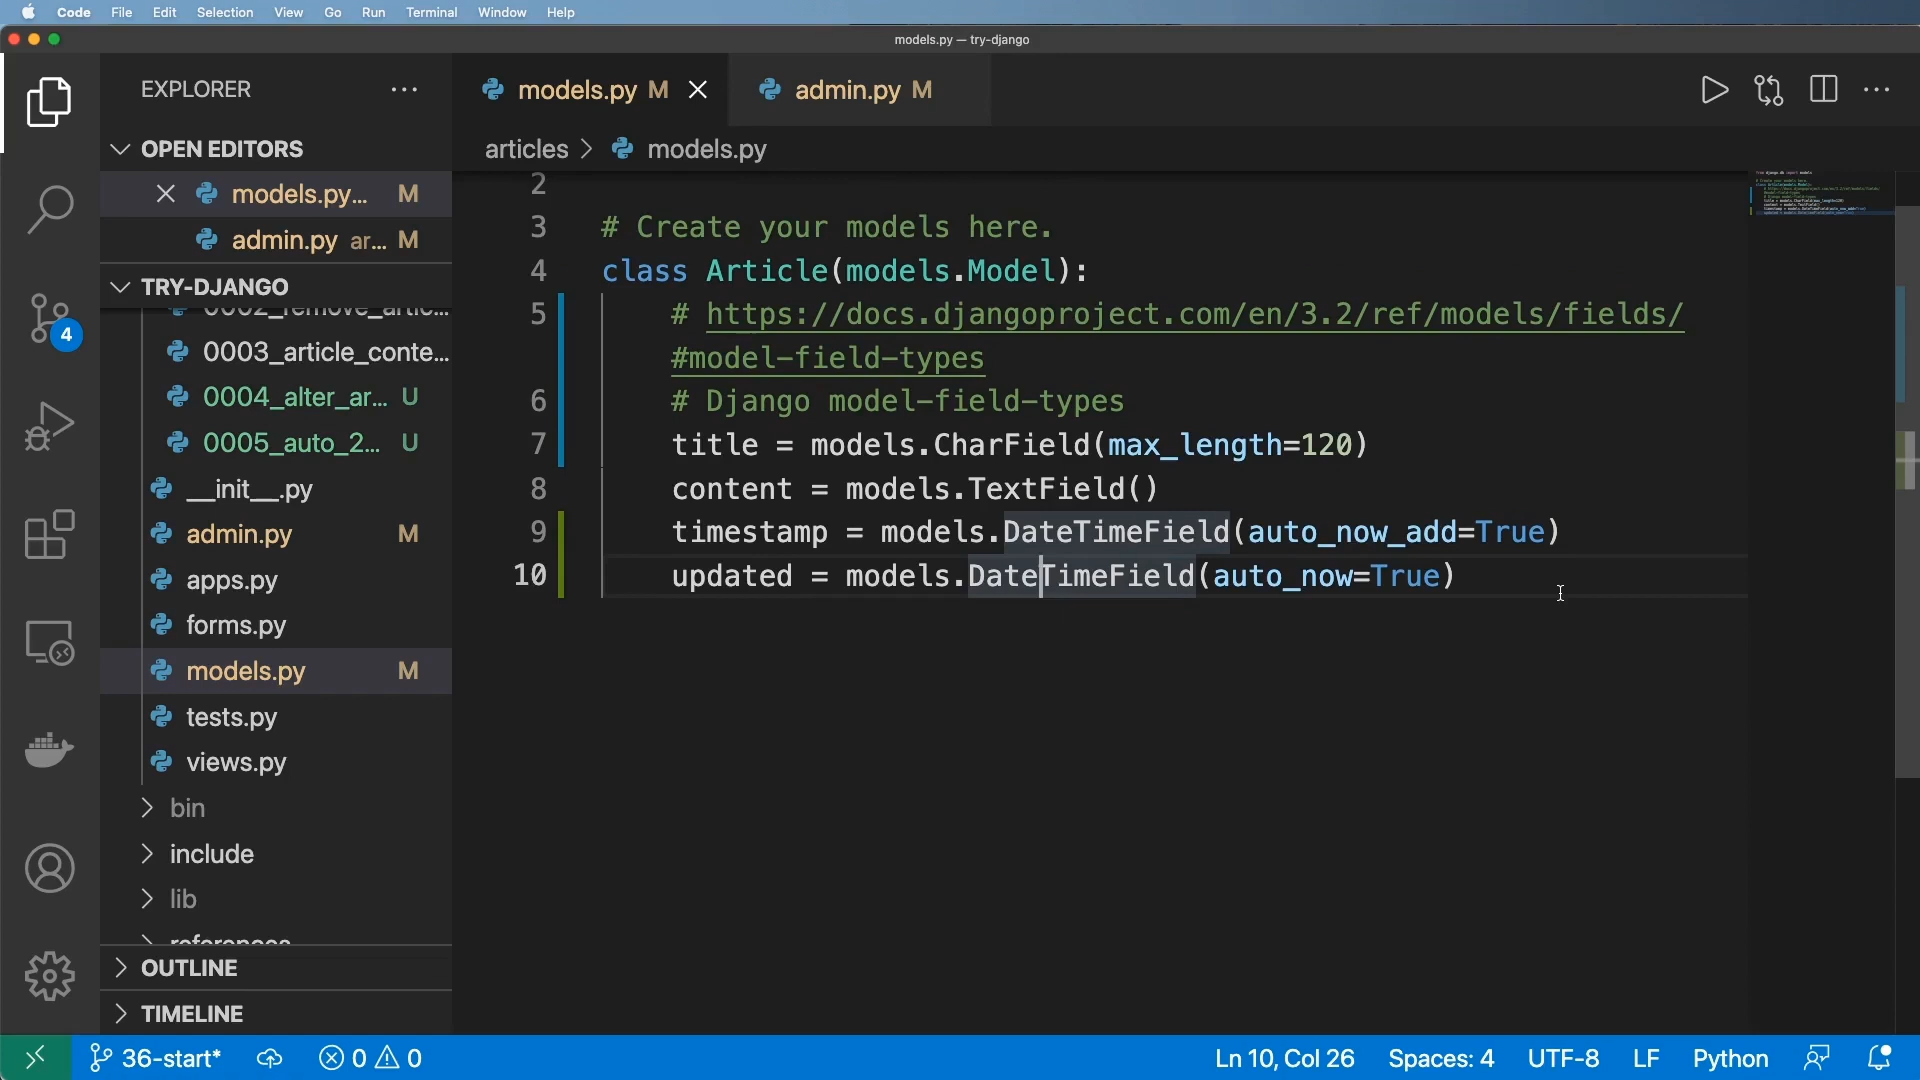 Code File Edit Selection View Go Run Terminal Window Help
models.py — try-django
EXPLORER
models.py M
admin.py M
OPEN EDITORS
articles > models.py
models.py... M
admin.py ar... M
TRY-DJANGO
0002_remove_artic...
0003_article_conte...
0004_alter_ar... U
0005_auto_2... U
__init__.py
admin.py M
apps.py
forms.py
models.py M
tests.py
views.py
bin
include
lib
references
OUTLINE
TIMELINE
4
2
3 # Create your models here.
4 class Article(models.Model):
5 # https://docs.djangoproject.com/en/3.2/ref/models/fields/
#model-field-types
6 # Django model-field-types
7 title = models.CharField(max_length=120)
8 content = models.TextField()
9 timestamp = models.DateTimeField(auto_now_add=True)
10 updated = models.DateTimeField(auto_now=True)
36-start* 0 0 Ln 10, Col 26 Spaces: 4 UTF-8 LF Python